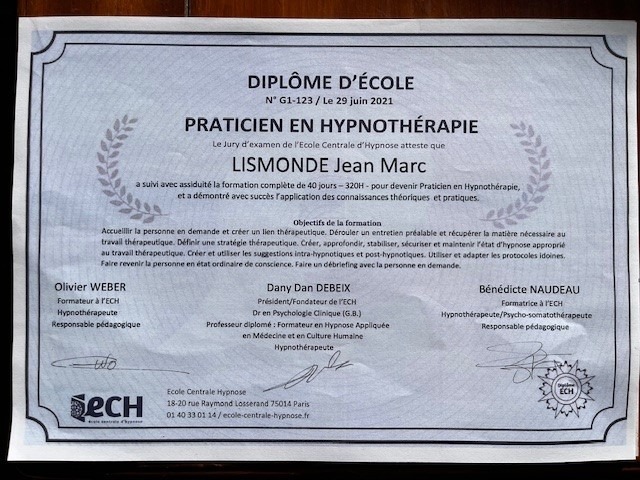 DIPLÔME D'ÉCOLE
N° G1-123 / Le 29 juin 2021
PRATICIEN EN HYPNOTHÉRAPIE
Le Jury d'examen de l'Ecole Centrale d'Hypnose atteste que
LISMONDE Jean Marc
a suivi avec assiduité la formation complète de 40 jours – 320H - pour devenir Praticien en Hypnothérapie,
et a démontré avec succès l'application des connaissances théoriques et pratiques.
Objectifs de la formation
Accueillir la personne en demande et créer un lien thérapeutique. Dérouler un entretien préalable et récupérer la matière nécessaire au
travail thérapeutique. Définir une stratégie thérapeutique. Créer, approfondir, stabiliser, sécuriser et maintenir l'état d'hypnose approprié
au travail thérapeutique. Créer et utiliser les suggestions intra-hypnotiques et post-hypnotiques. Utiliser et adapter les protocoles idoines.
Faire revenir la personne en état ordinaire de conscience. Faire un débriefing avec la personne en demande.
Olivier WEBER
Formateur à l'ECH
Hypnothérapeute
Responsable pédagogique
Dany Dan DEBEIX
Président/Fondateur de l'ECH
Dr en Psychologie Clinique (G.B.)
Professeur diplomé : Formateur en Hypnose Appliquée
en Médecine et en Culture Humaine
Hypnothérapeute
Bénédicte NAUDEAU
Formatrice à l'ECH
Hypnothérapeute/Psycho-somatothérapeute
Responsable pédagogique
ECH
école centrale d'hypnose
Ecole Centrale Hypnose
18-20 rue Raymond Losserand 75014 Paris
01 40 33 01 14 / ecole-centrale-hypnose.fr
Diplôme
ECH